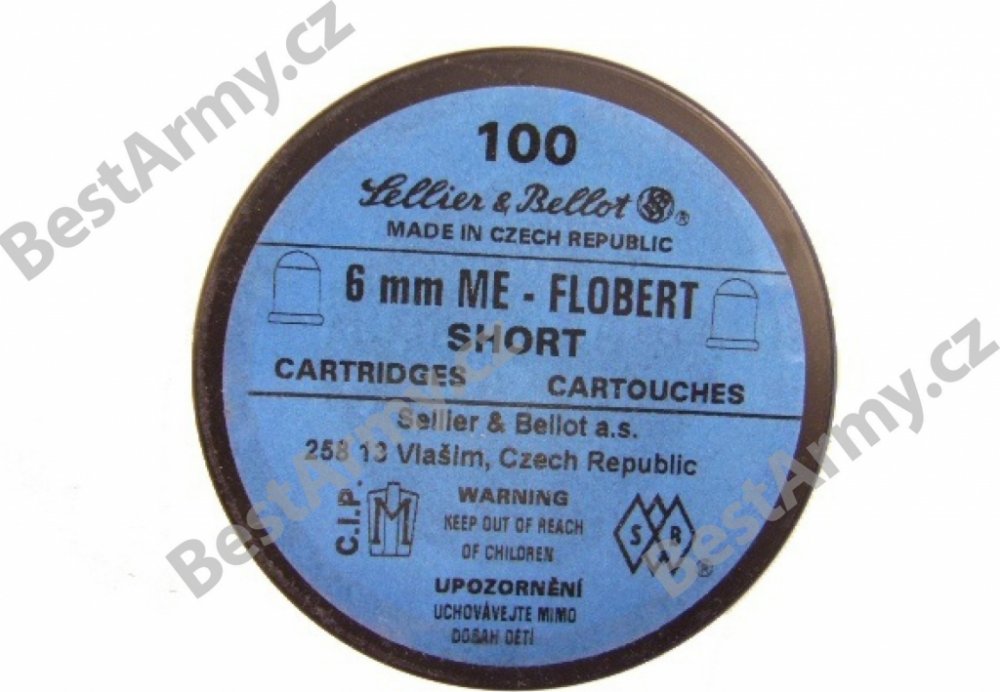 100
Sellier & Bellot S&B ®
MADE IN CZECH REPUBLIC
6 mm ME - FLOBERT
SHORT
CARTRIDGES CARTOUCHES
Sellier & Bellot a.s.
258 13 Vlašim, Czech Republic
C.I.P. M
WARNING
KEEP OUT OF REACH
OF CHILDREN
S R ®
UPOZORNĚNÍ
UCHOVÁVEJTE MIMO
DOSAH DĚTÍ
BestArmy.cz
BestArmy.cz
BestArmy.cz
BestArmy.cz